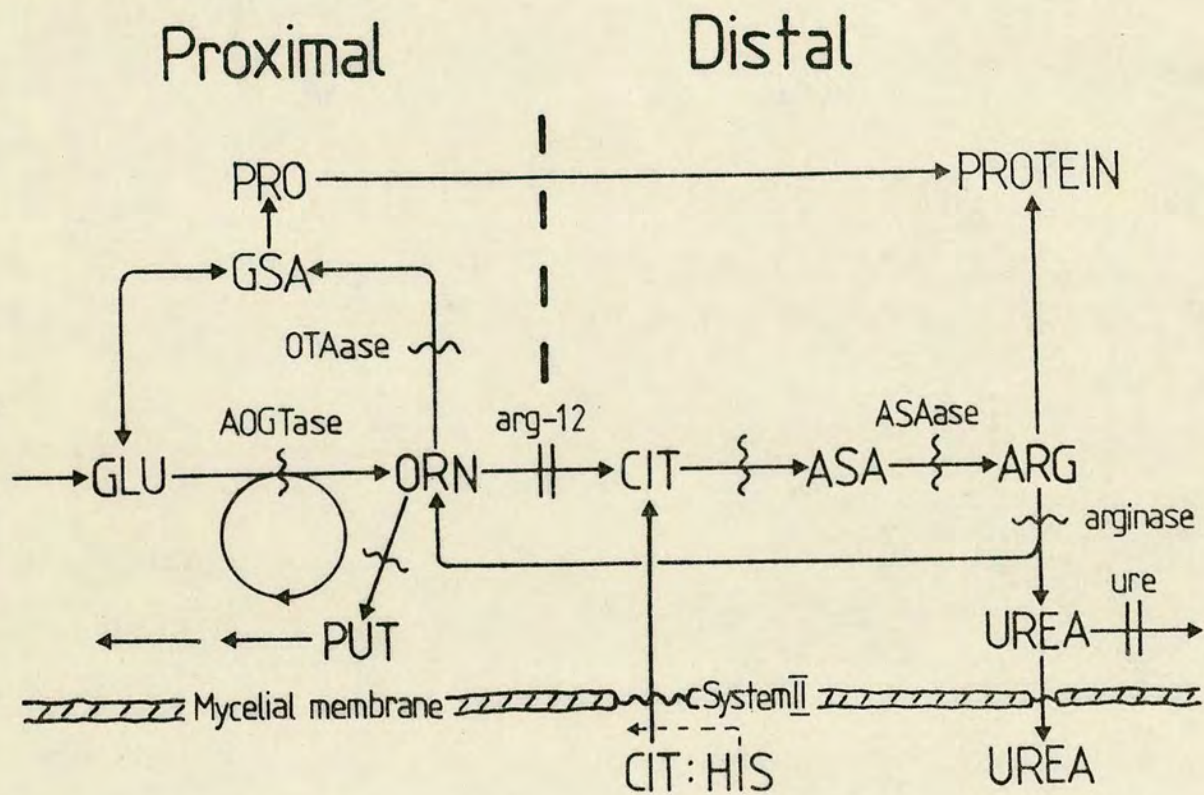 Proximal Distal
PRO PROTEIN
GSA
OTAase
AOGTase arg-12 ASAase
GLU ORN CIT ASA ARG
arginase
ure
PUT UREA
Mycelial membrane System II
CIT : HIS UREA